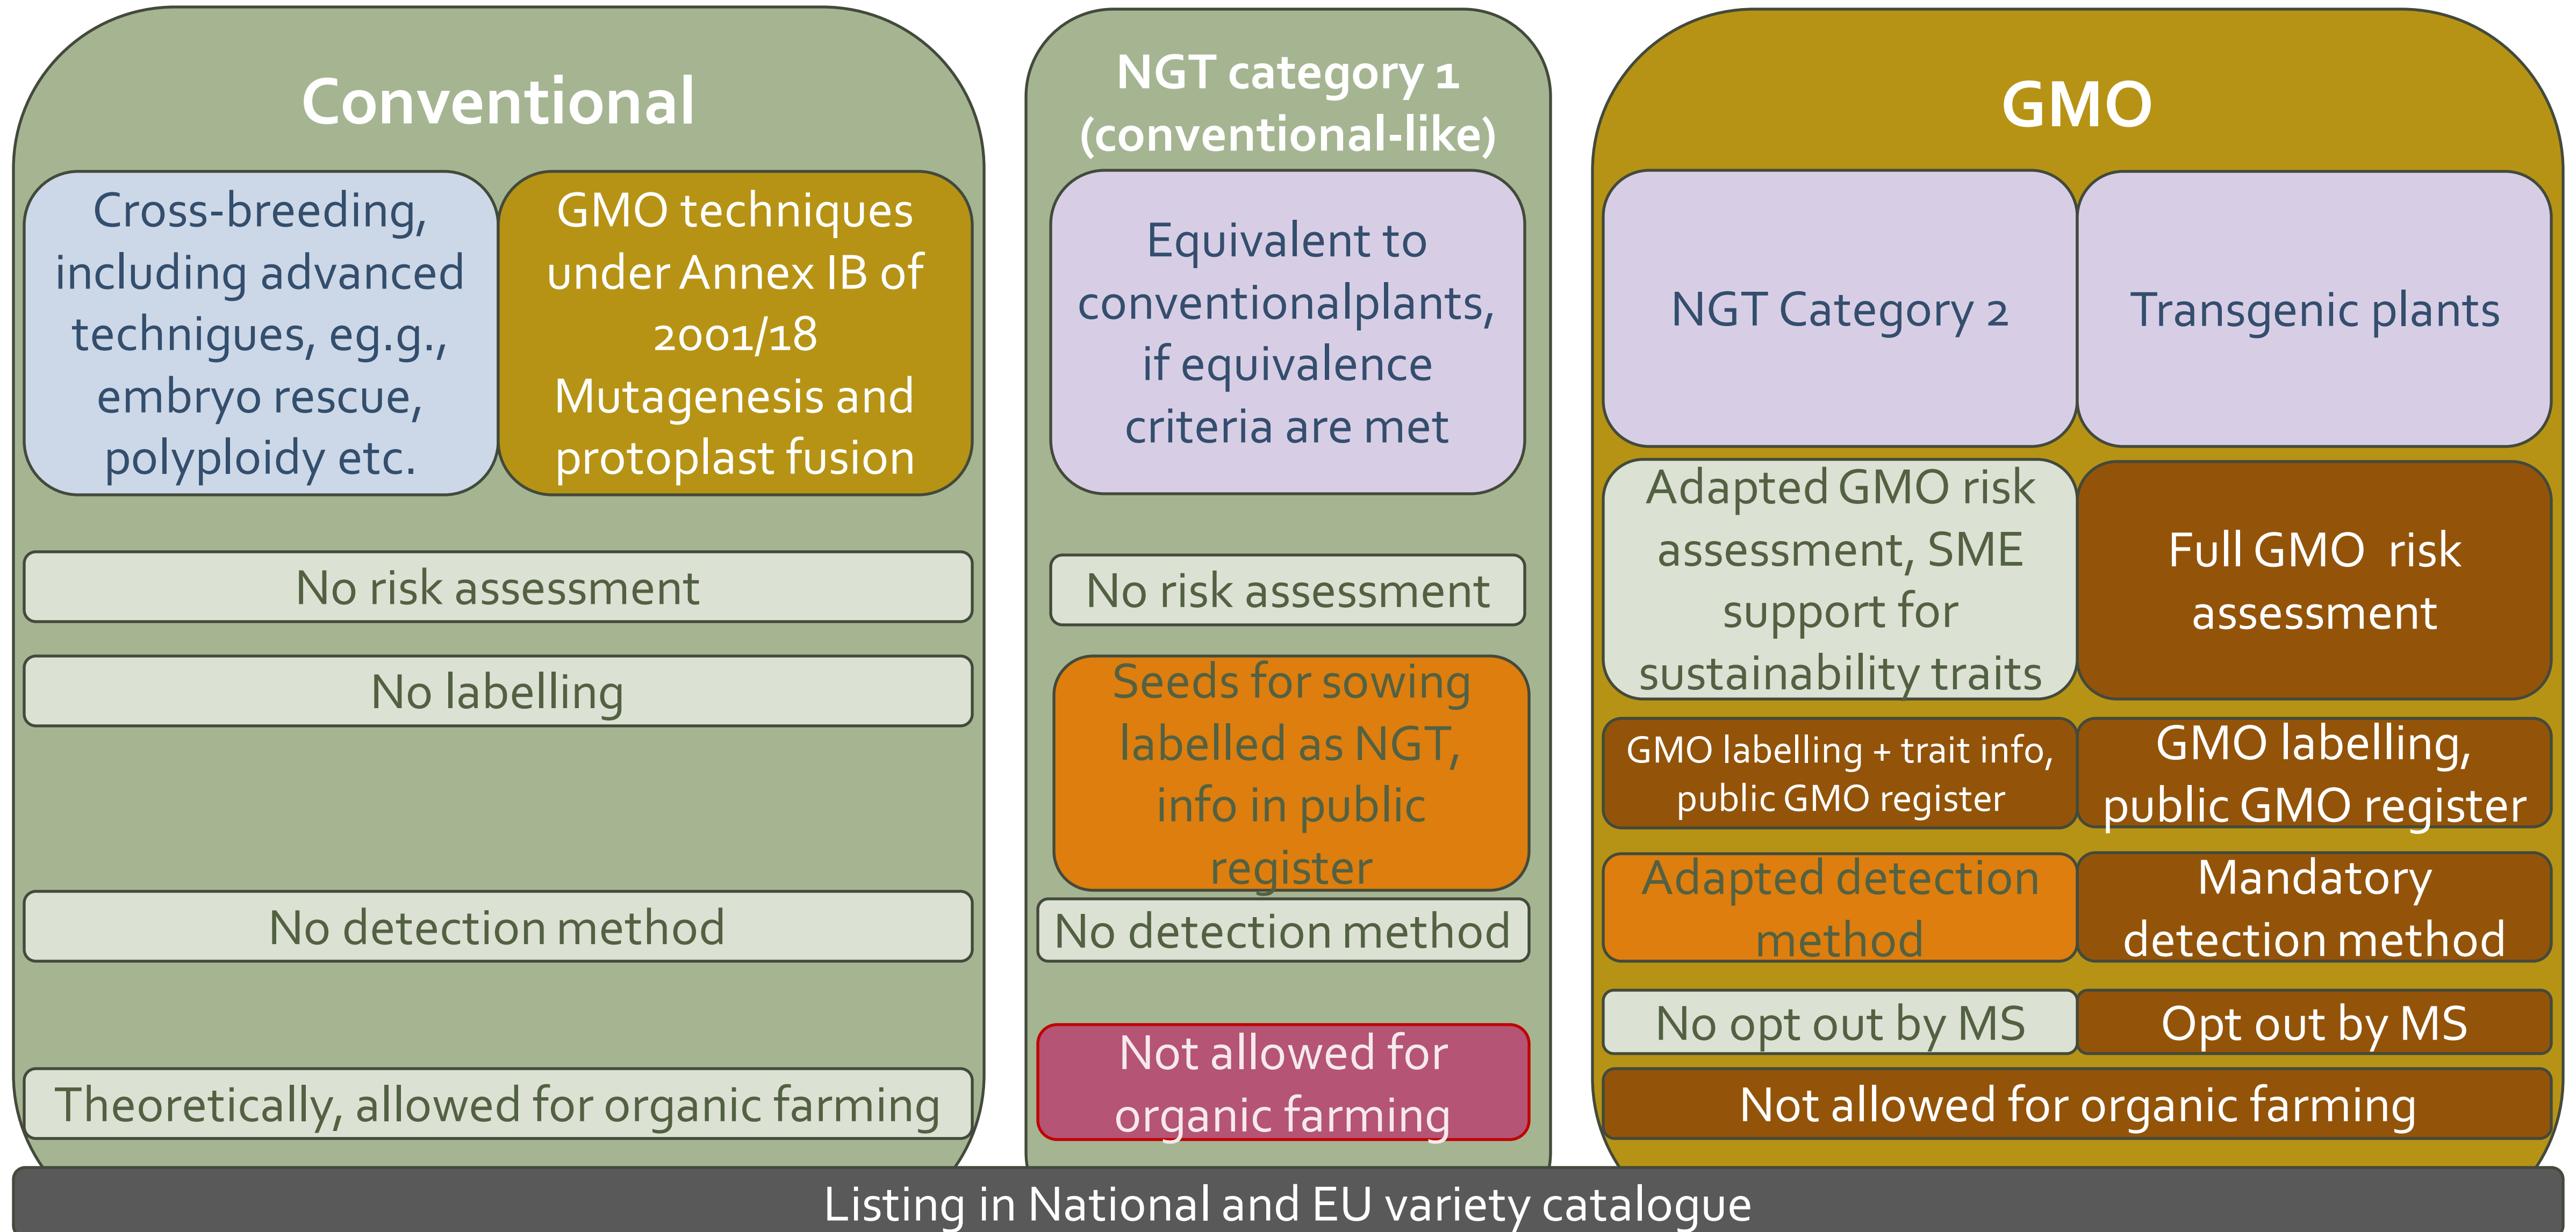 Conventional
Cross-breeding,
including advanced
technigues, eg.g.,
embryo rescue,
polyploidy etc.
GMO techniques
under Annex IB of
2001/18
Mutagenesis and
protoplast fusion
No risk assessment
No labelling
No detection method
Theoretically, allowed for organic farming
NGT category 1
(conventional-like)
Equivalent to
conventionalplants,
if equivalence
criteria are met
No risk assessment
Seeds for sowing
labelled as NGT,
info in public
register
No detection method
Not allowed for
organic farming
GMO
NGT Category 2
Transgenic plants
Adapted GMO risk
assessment, SME
support for
sustainability traits
Full GMO risk
assessment
GMO labelling + trait info,
public GMO register
GMO labelling,
public GMO register
Adapted detection
method
Mandatory
detection method
No opt out by MS
Opt out by MS
Not allowed for organic farming
Listing in National and EU variety catalogue